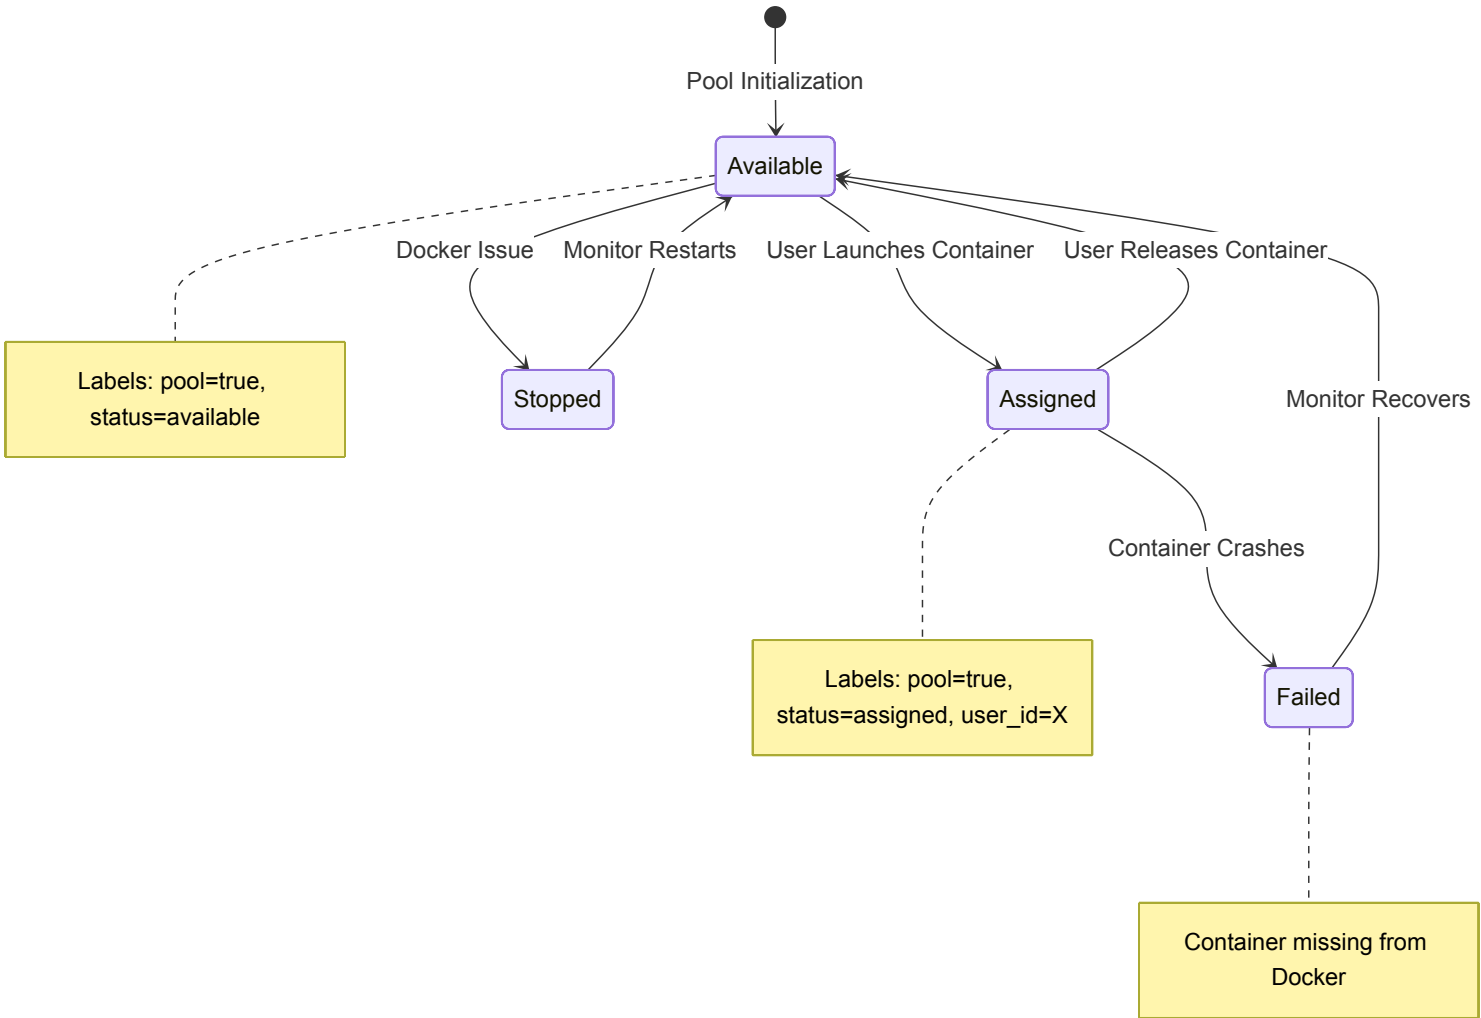 Pool Initialization
Available
Docker Issue
Monitor Restarts
User Launches Container
User Releases Container
Labels: pool=true,
status=available
Stopped
Assigned
Monitor Recovers
Container Crashes
Labels: pool=true,
status=assigned, user_id=X
Failed
Container missing from
Docker